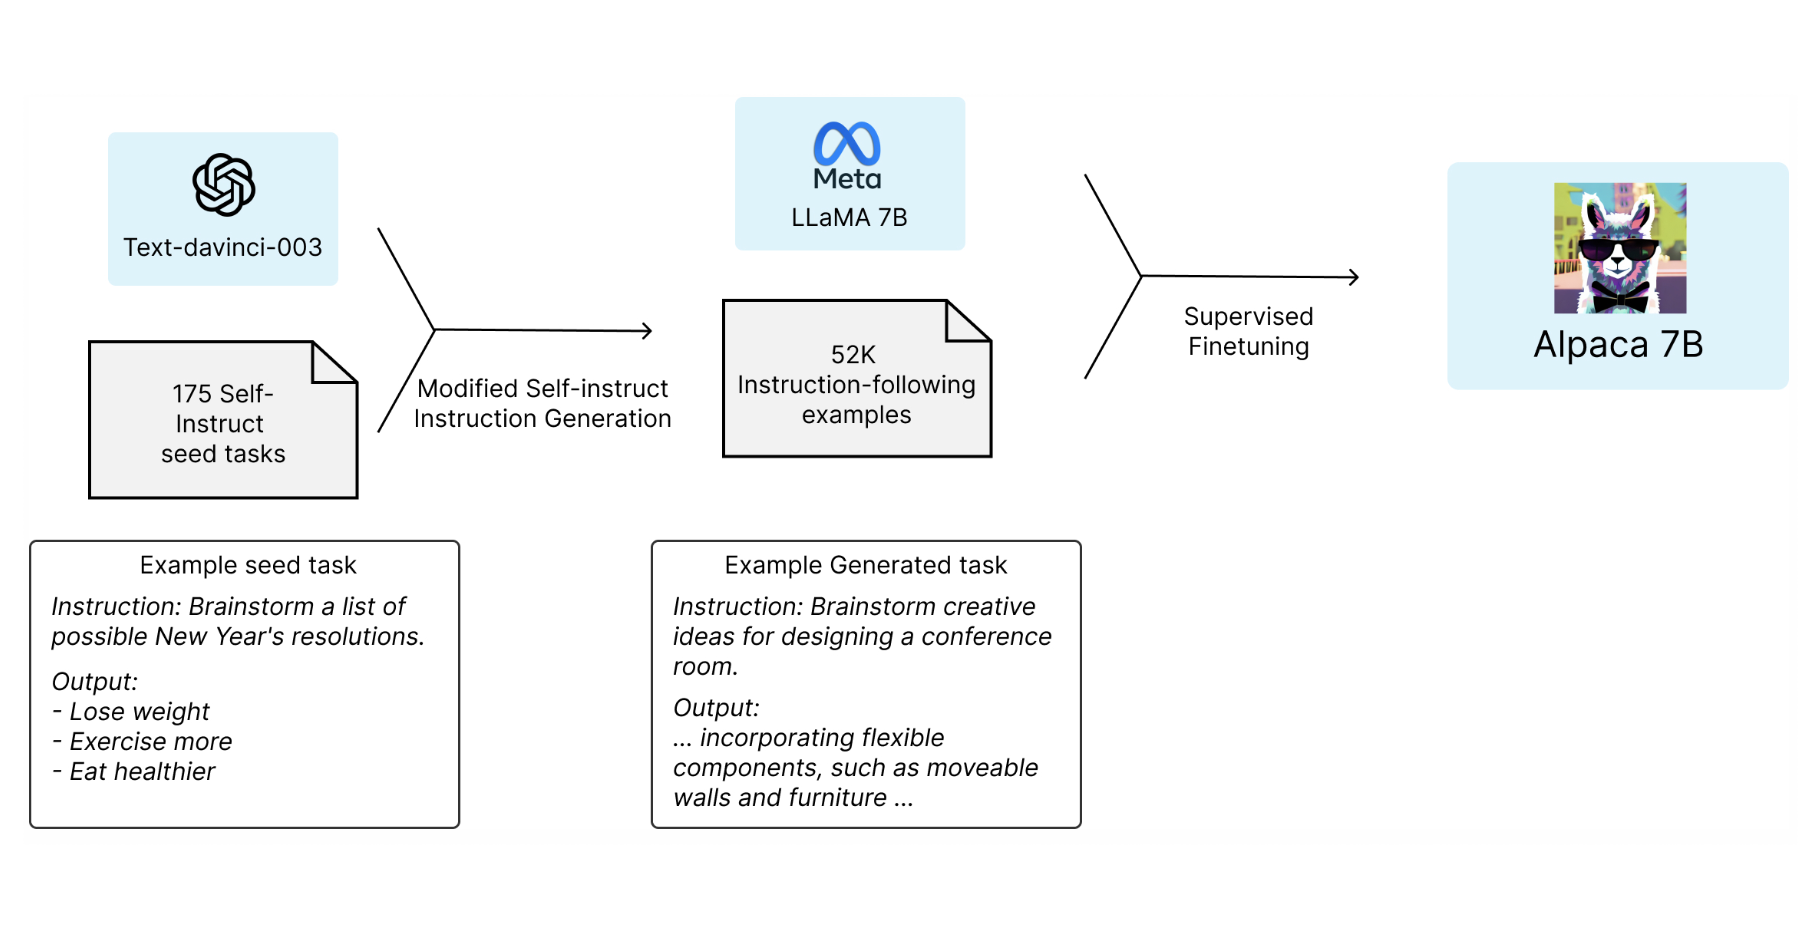 Text-davinci-003
175 Self-
Instruct
seed tasks
Modified Self-instruct
Instruction Generation
Meta
LLaMA 7B
52K
Instruction-following
examples
Supervised
Finetuning
Alpaca 7B
Example seed task
Instruction: Brainstorm a list of
possible New Year's resolutions.
Output:
- Lose weight
- Exercise more
- Eat healthier
Example Generated task
Instruction: Brainstorm creative
ideas for designing a conference
room.
Output:
... incorporating flexible
components, such as moveable
walls and furniture ...